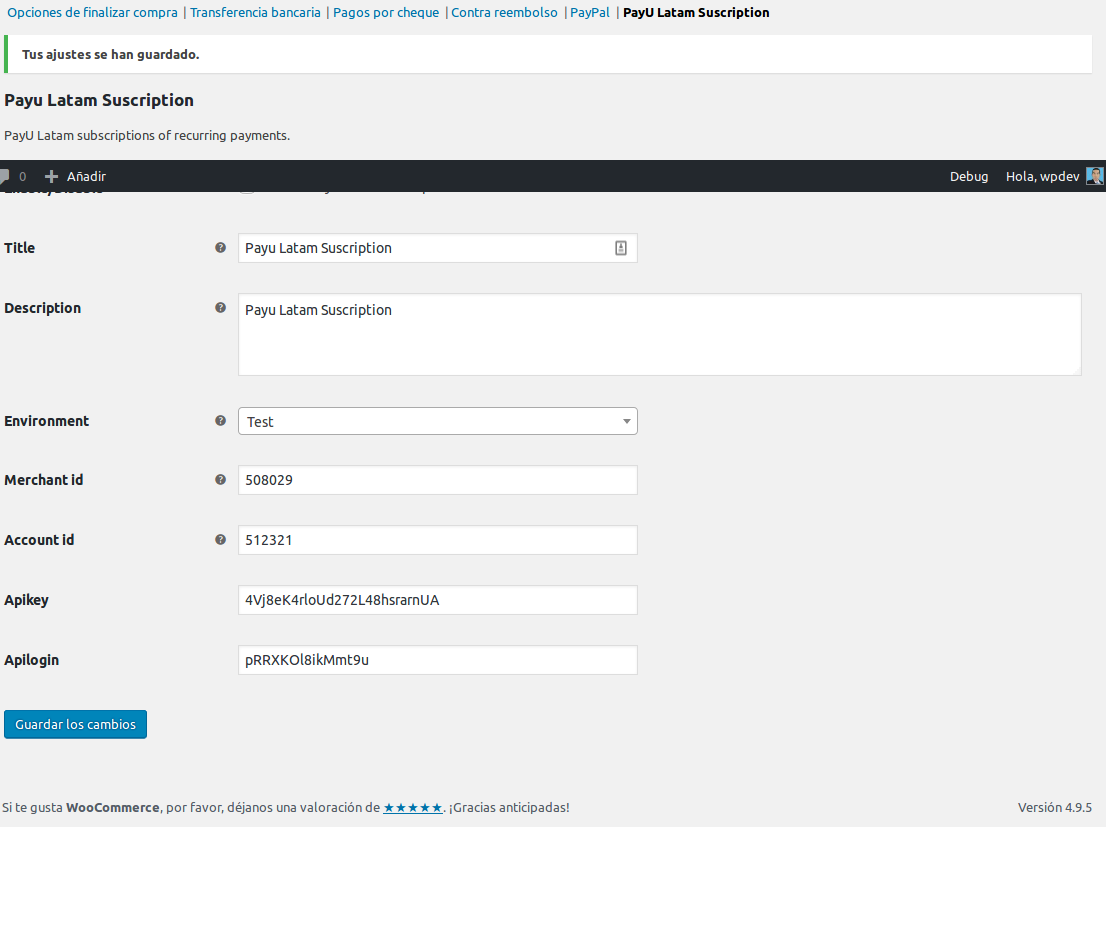 Opciones de finalizar compra | Transferencia bancaria | Pagos por cheque | Contra reembolso | PayPal | PayU Latam Suscription
Tus ajustes se han guardado.
Payu Latam Suscription
PayU Latam subscriptions of recurring payments.
0 Añadir Debug Hola, wpdev
Title Payu Latam Suscription
Description Payu Latam Suscription
Environment Test
Merchant id 508029
Account id 512321
Apikey 4Vj8eK4rloUd272L48hsrarnUA
Apilogin pRRXKOl8ikMmt9u
Guardar los cambios
Si te gusta WooCommerce, por favor, déjanos una valoración de ★★★★★. ¡Gracias anticipadas! Versión 4.9.5